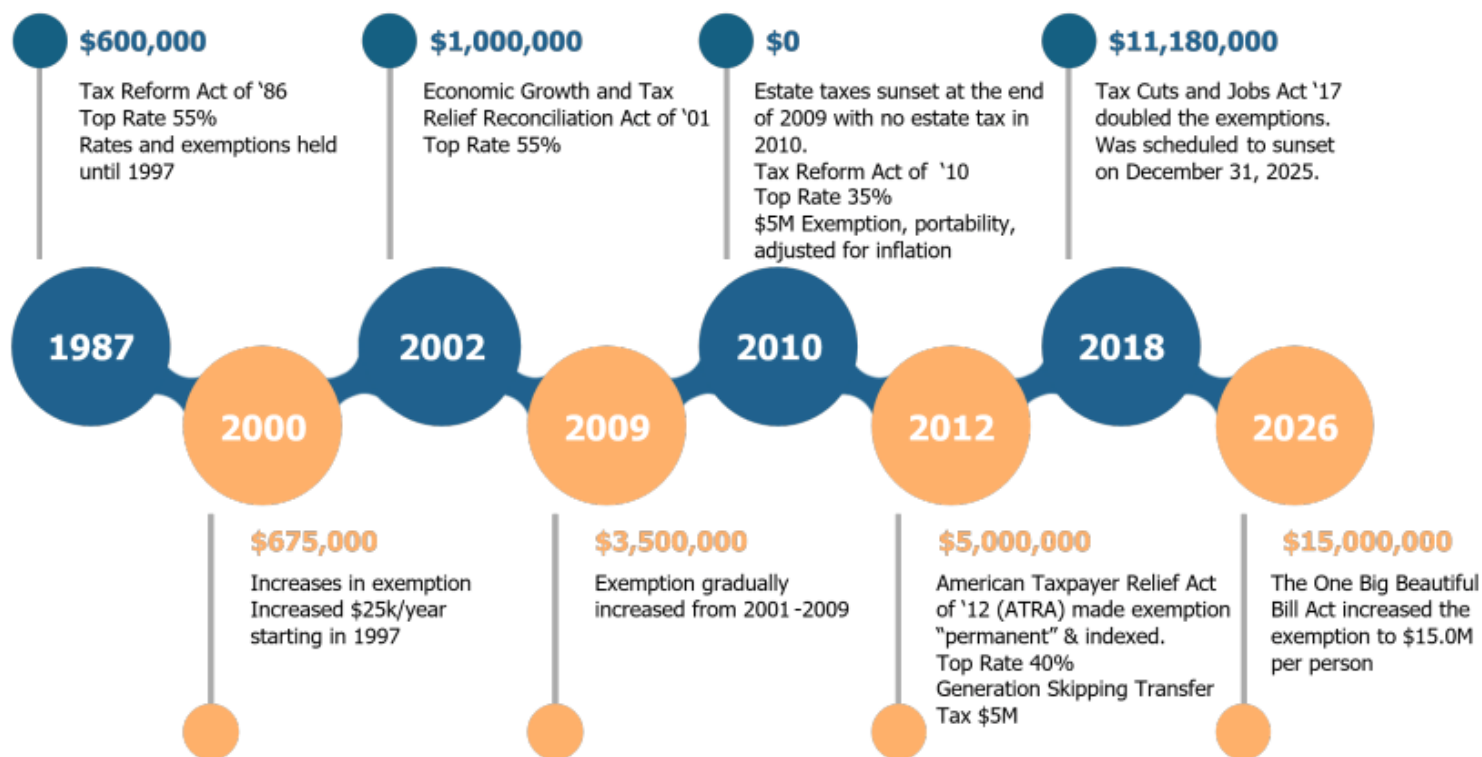 $600,000
Tax Reform Act of ‘86
Top Rate 55%
Rates and exemptions held
until 1997
$1,000,000
Economic Growth and Tax
Relief Reconciliation Act of ‘01
Top Rate 55%
$0
Estate taxes sunset at the end
of 2009 with no estate tax in
2010.
Tax Reform Act of ‘10
Top Rate 35%
$5M Exemption, portability,
adjusted for inflation
$11,180,000
Tax Cuts and Jobs Act ‘17
doubled the exemptions.
Was scheduled to sunset
on December 31, 2025.
1987
2000
2002
2009
2010
2012
2018
2026
$675,000
Increases in exemption
Increased $25k/year
starting in 1997
$3,500,000
Exemption gradually
increased from 2001-2009
$5,000,000
American Taxpayer Relief Act
of ‘12 (ATRA) made exemption
“permanent” & indexed.
Top Rate 40%
Generation Skipping Transfer
Tax $5M
$15,000,000
The One Big Beautiful
Bill Act increased the
exemption to $15.0M
per person